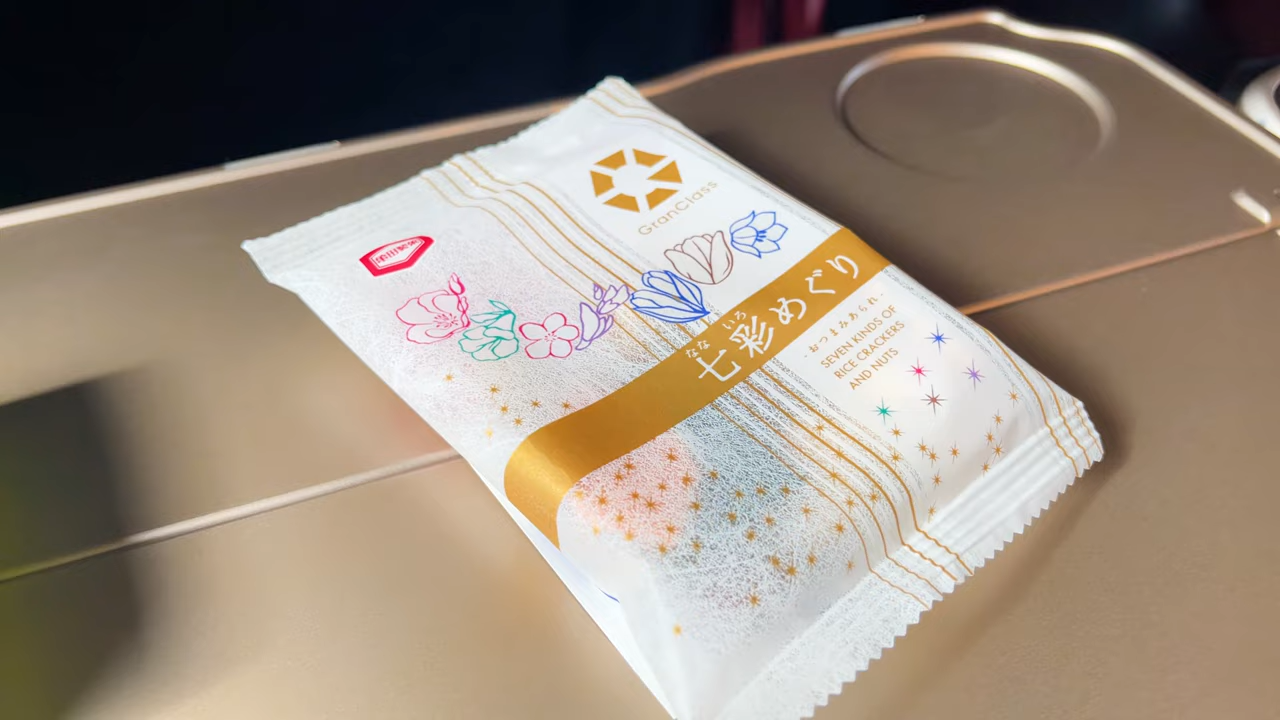 亀田製菓
GranClass
なな いろ
七彩めぐり
・おつまみあられ・
SEVEN KINDS OF
RICE CRACKERS
AND NUTS